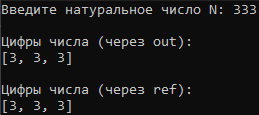 Введите натуральное число N: 333
Цифры числа (через out):
[3, 3, 3]
Цифры числа (через ref):
[3, 3, 3]